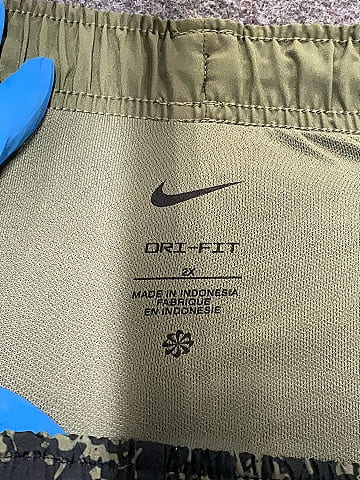 DRI-FIT
2X
MADE IN INDONESIA
FABRIQUE
EN INDONESIE